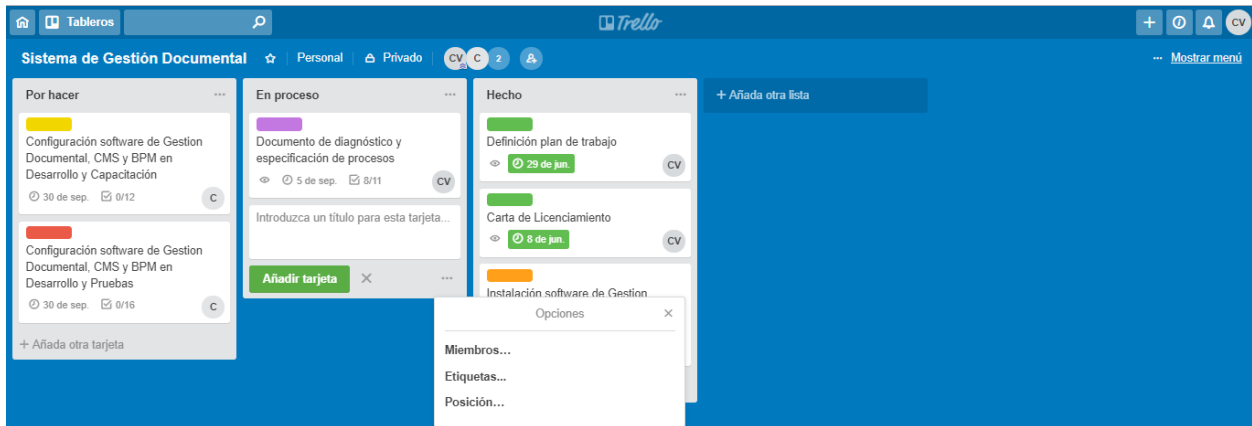 Tableros
Trello
CV
Sistema de Gestión Documental
Personal
Privado
CV
C
2
Mostrar menú
Por hacer
Configuración software de Gestion
Documental, CMS y BPM en
Desarrollo y Capacitación
30 de sep.
0/12
C
Configuración software de Gestion
Documental, CMS y BPM en
Desarrollo y Pruebas
30 de sep.
0/16
C
+ Añada otra tarjeta
En proceso
Documento de diagnóstico y
especificación de procesos
5 de sep.
8/11
CV
Introduzca un título para esta tarjeta...
Añadir tarjeta
Hecho
Definición plan de trabajo
29 de jun.
CV
Carta de Licenciamiento
8 de jun.
CV
Instalación software de Gestion
Opciones
Miembros…
Etiquetas...
Posición…
+ Añada otra lista